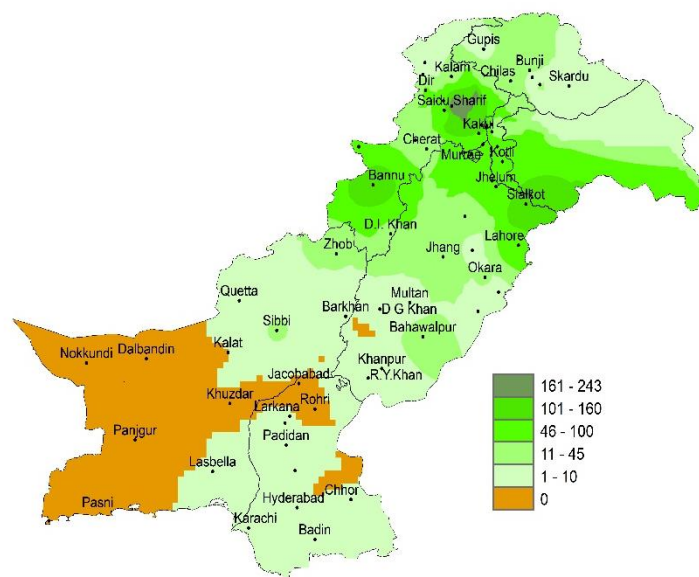 Gupis
Kalam
Chilas
Bunji
Skardu
Dir
Saidu Sharif
Kakul
Cherat
Murree
Kotli
Bannu
Jhelum
Sialkot
D.I. Khan
Zhob
Jhang
Lahore
Okara
Quetta
Barkhan
Multan
D G Khan
Sibbi
Bahawalpur
Nokkundi
Dalbandin
Kalat
Khanpur
R.Y.Khan
Jacobabad
Khuzdar
Larkana
Rohri
Panjgur
Padidan
Lasbella
Pasni
Chhor
Hyderabad
Karachi
Badin
161 - 243
101 - 160
46 - 100
11 - 45
1 - 10
0